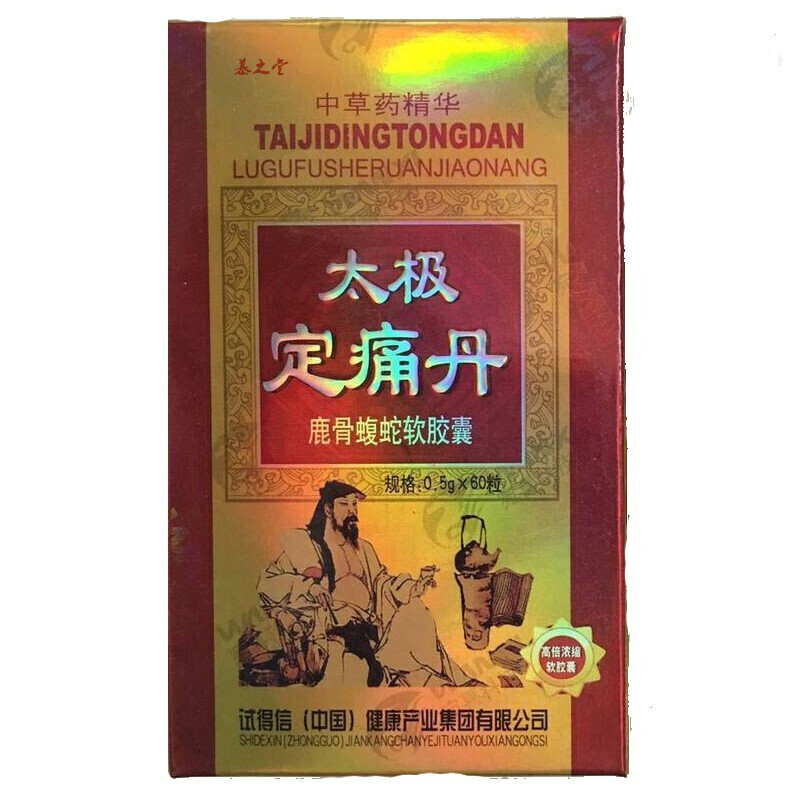 慕之堂
中草药精华
TAIJIDINGTONGDAN
LUGUFUSHERUANJIAONANG
太极
定痛丹
鹿骨蝮蛇软胶囊
规格:0.5g×60粒
高倍浓缩
软胶囊
试得信（中国）健康产业集团有限公司
SHIDEXIN(ZHONGGUO)JIANKANGCHANYEJITUANYOUXIANGONGSI